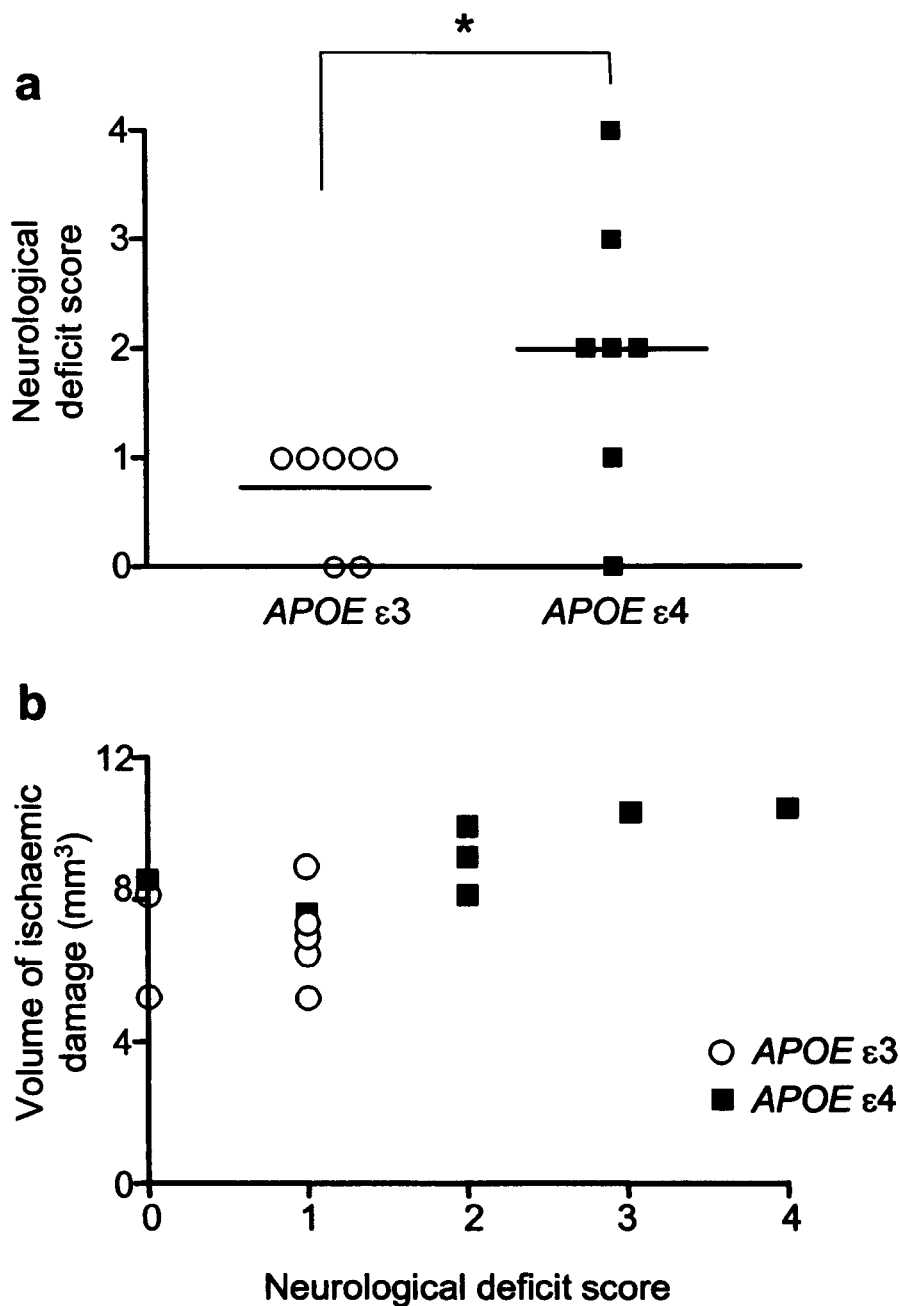 *
a
Neurological
deficit score
4
3
2
1
0
APOE ε3 APOE ε4
b
Volume of ischaemic
damage (mm³)
12
8
4
0
0 1 2 3 4
APOE ε3
APOE ε4
Neurological deficit score